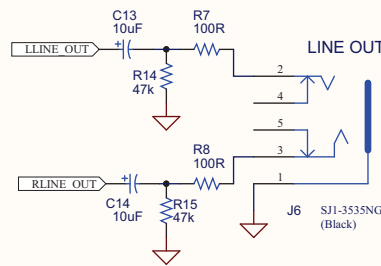 C13
10uF
R7
100R
LLINE_OUT
+
R14
47k
LINE OUT
2
4
5
3
1
R8
100R
RLINE_OUT
+
C14
10uF
R15
47k
J6
SJ1-3535NG
(Black)